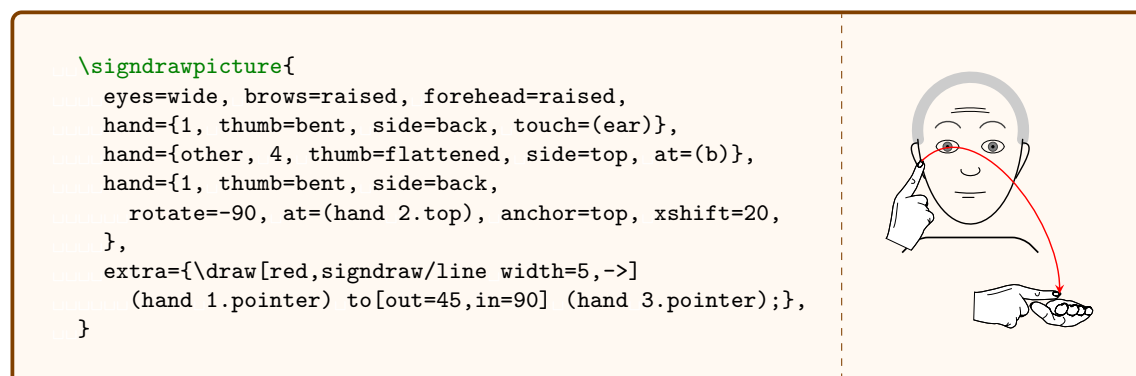 \signdrawpicture{
  eyes=wide, brows=raised, forehead=raised,
  hand={1, thumb=bent, side=back, touch=(ear)},
  hand={other, 4, thumb=flattened, side=top, at=(b)},
  hand={1, thumb=bent, side=back,
    rotate=-90, at=(hand 2.top), anchor=top, xshift=20,
  },
  extra={\draw[red,signdraw/line width=5,->]
    (hand 1.pointer) to[out=45,in=90] (hand 3.pointer);},
}